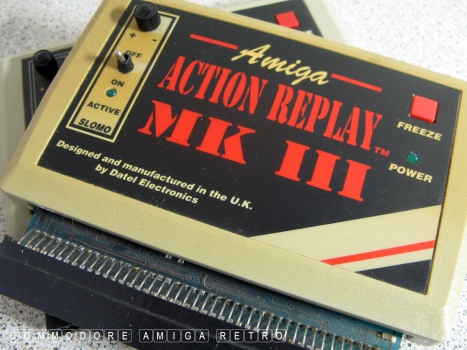 + -
OFF
ON
ACTIVE
SLOMO
Amiga
ACTION REPLAY TM
MK III
FREEZE
POWER
Designed and manufactured in the U.K.
by Datel Electronics
COMMODORE AMIGA RETRO